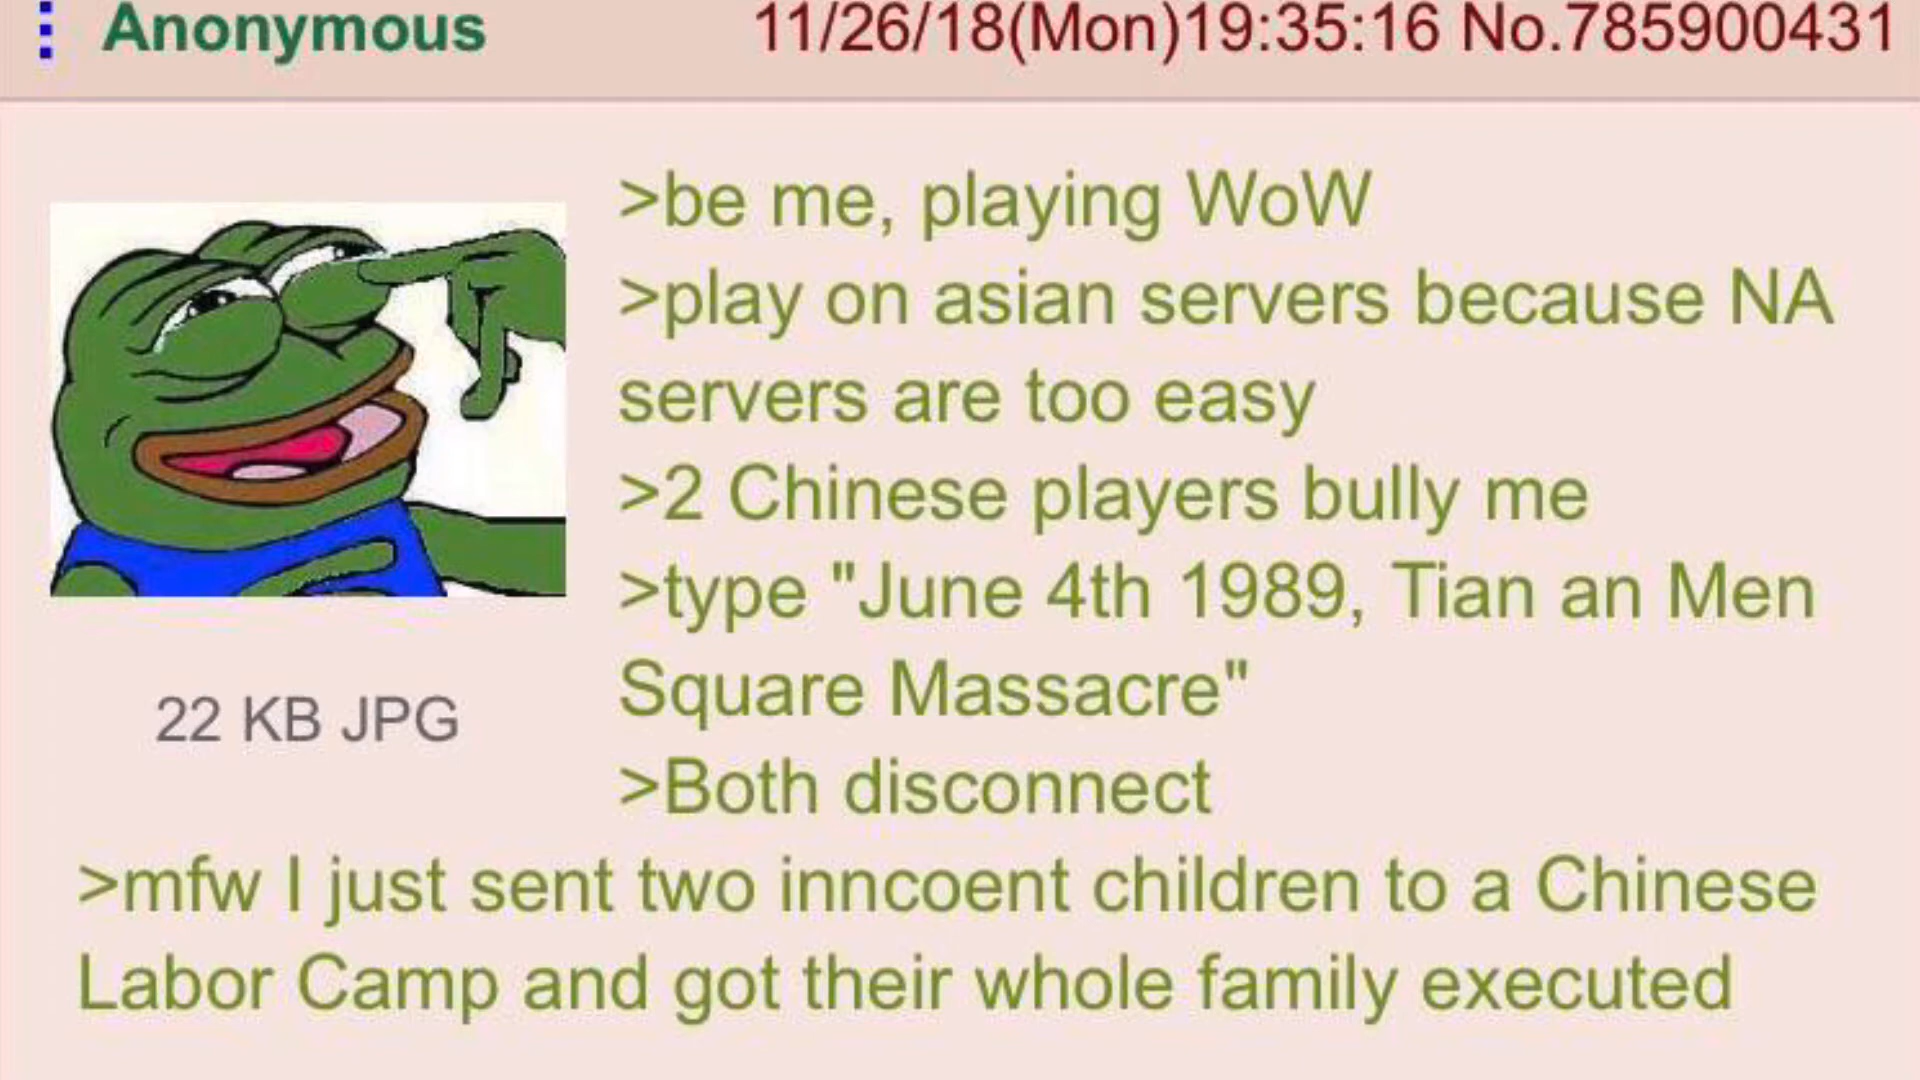 Anonymous 11/26/18(Mon)19:35:16 No.785900431
>be me, playing WoW
>play on asian servers because NA
servers are too easy
>2 Chinese players bully me
>type "June 4th 1989, Tian an Men
Square Massacre"
22 KB JPG
>Both disconnect
>mfw I just sent two inncoent children to a Chinese
Labor Camp and got their whole family executed